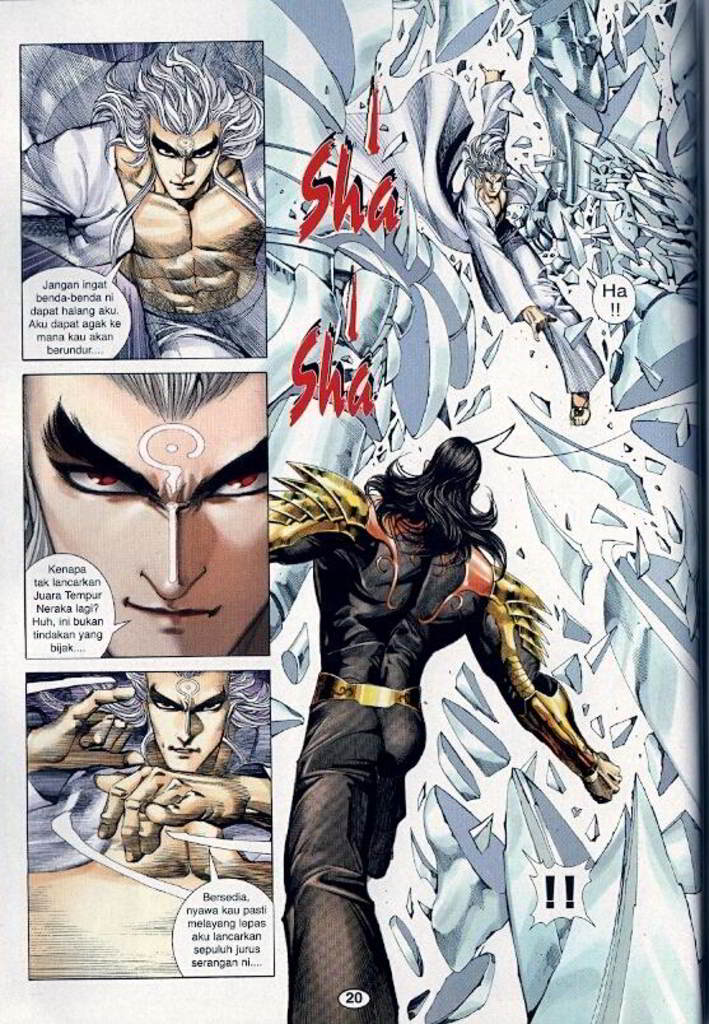 Jangan ingat
benda-benda ni
dapat halang aku.
Aku dapat agak ke
mana kau akan
berundur....
Kenapa
tak lancarkan
Juara Tempur
Neraka lagi?
Huh, ini bukan
tindakan yang
bijak....
Bersedia,
nyawa kau pasti
melayang lepas
aku lancarkan
sepuluh jurus
serangan ni....
Sha!
Sha!
Ha
!!
!!
20